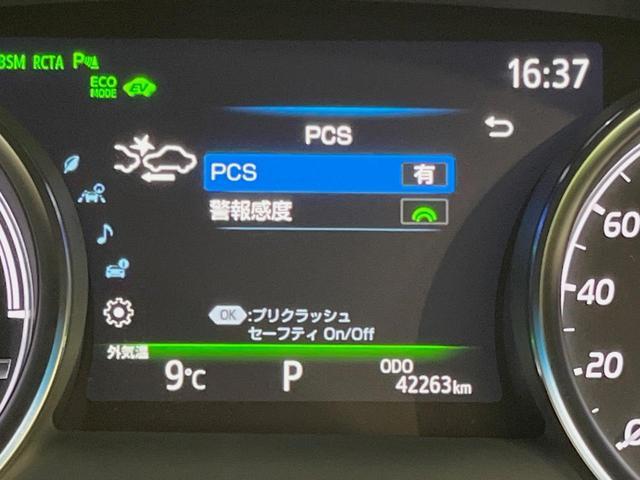 BSM RCTA P
ECO
MODE
EV
16:37
PCS
PCS 有
警報感度
OK :プリクラッシュ
セーフティ On/Off
外気温
9℃ P ODO
42263km
60
40
20
0